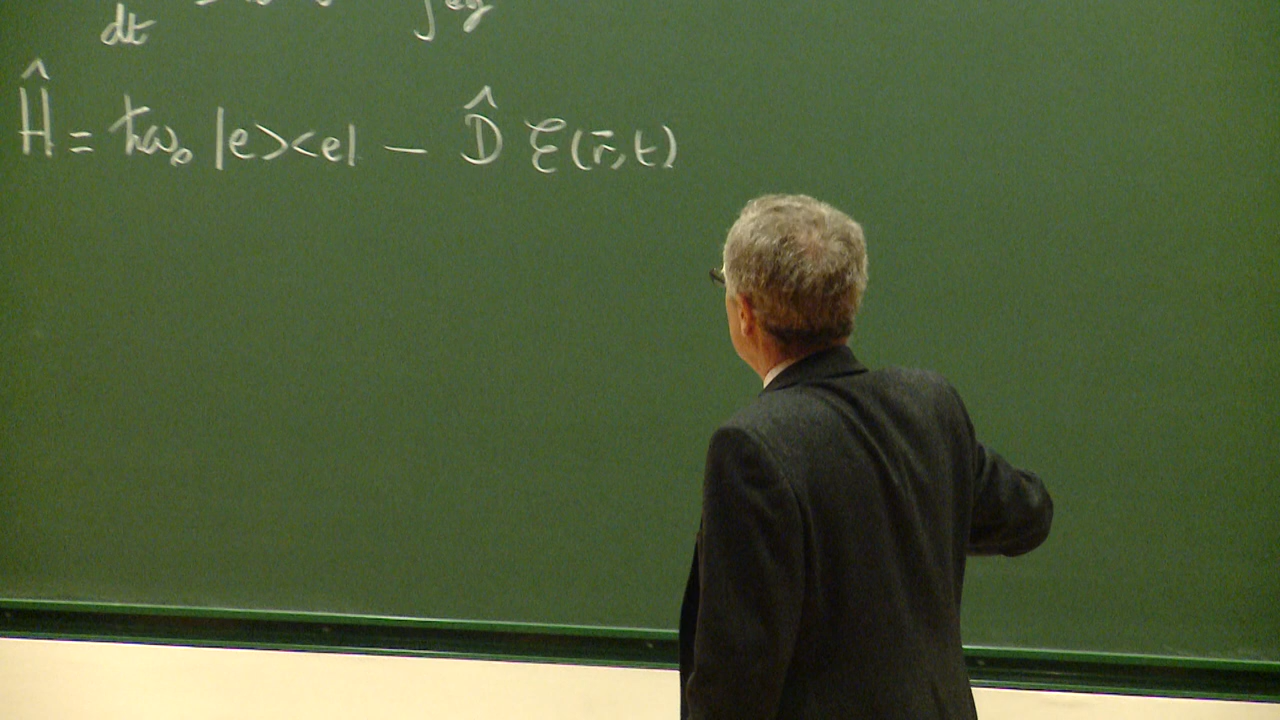 dt
Ĥ = ħω₀ |e><e| — D̂ ℰ(r̄,t)